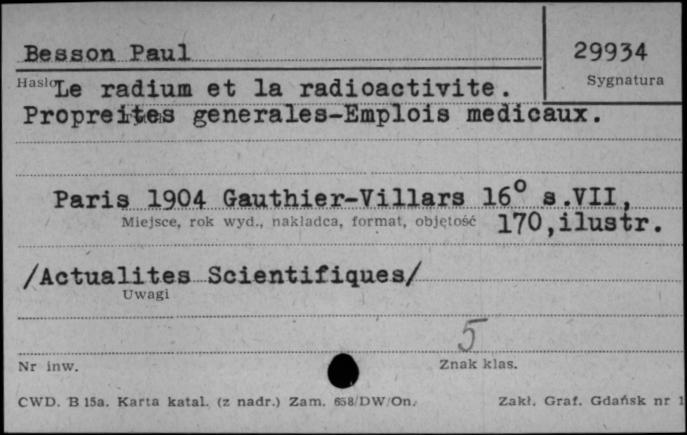 Besson Paul 29934
Hasło Sygnatura
Le radium et la radioactivite.
Propreites generales-Emplois medicaux.
Paris 1904 Gauthier-Villars 16° s.VII,
Miejsce, rok wyd., nakładca, format, objętość 170,ilustr.
/Actualites Scientifiques/
Uwagi
5
Nr inw. Znak klas.
CWD. B 15a. Karta katal. (z nadr.) Zam. 658/DW/On. Zakł. Graf. Gdańsk nr 1